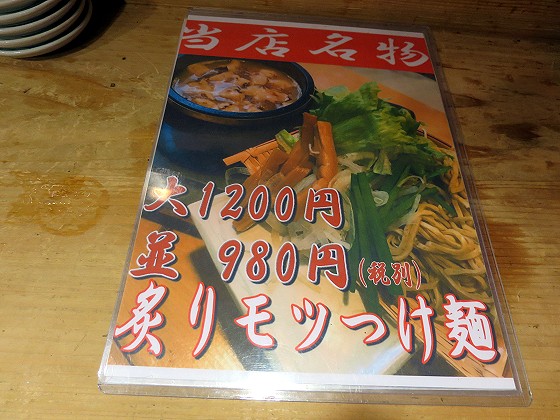 当店名物
大1200円
並 980円(税別)
炙りモツつけ麺